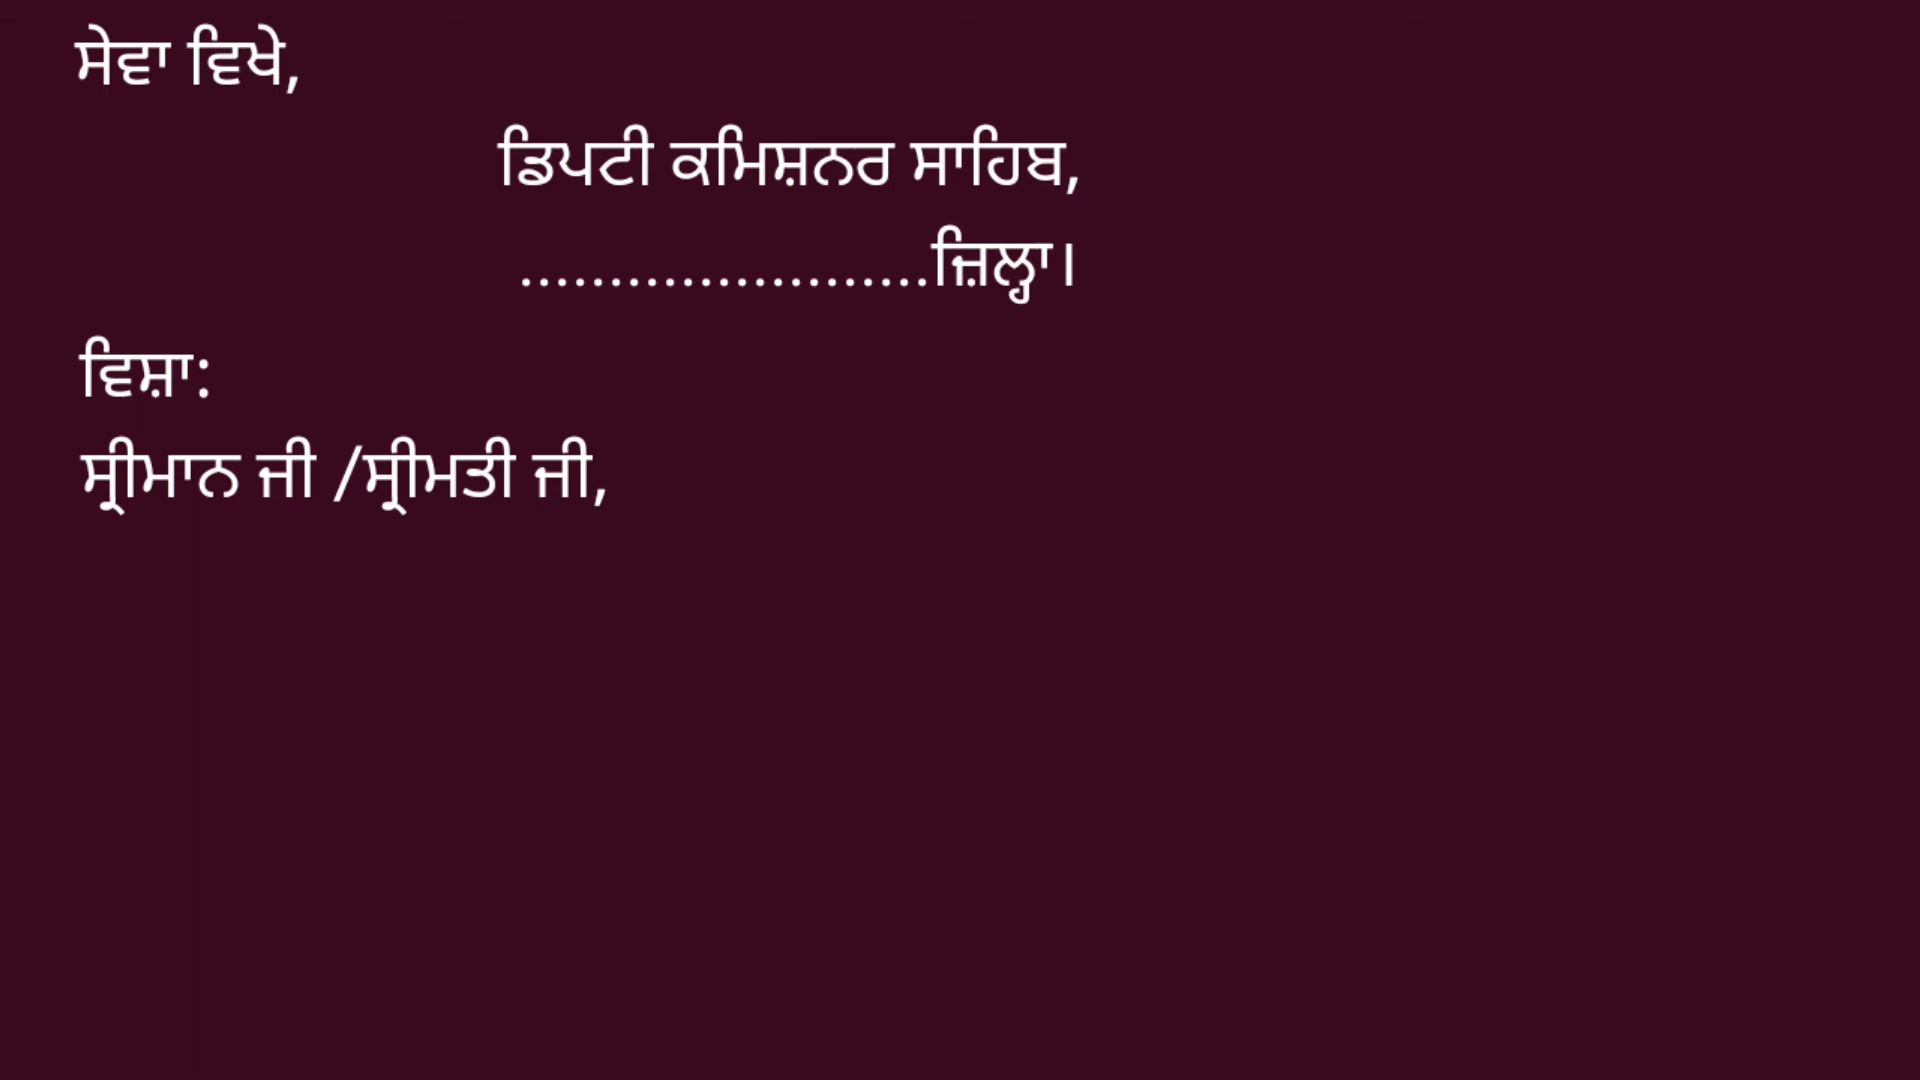 ਸੇਵਾ ਵਿਖੇ,
ਡਿਪਟੀ ਕਮਿਸ਼ਨਰ ਸਾਹਿਬ,
.......................ਜ਼ਿਲ੍ਹਾ।
ਵਿਸ਼ਾ:
ਸ੍ਰੀਮਾਨ ਜੀ /ਸ੍ਰੀਮਤੀ ਜੀ,